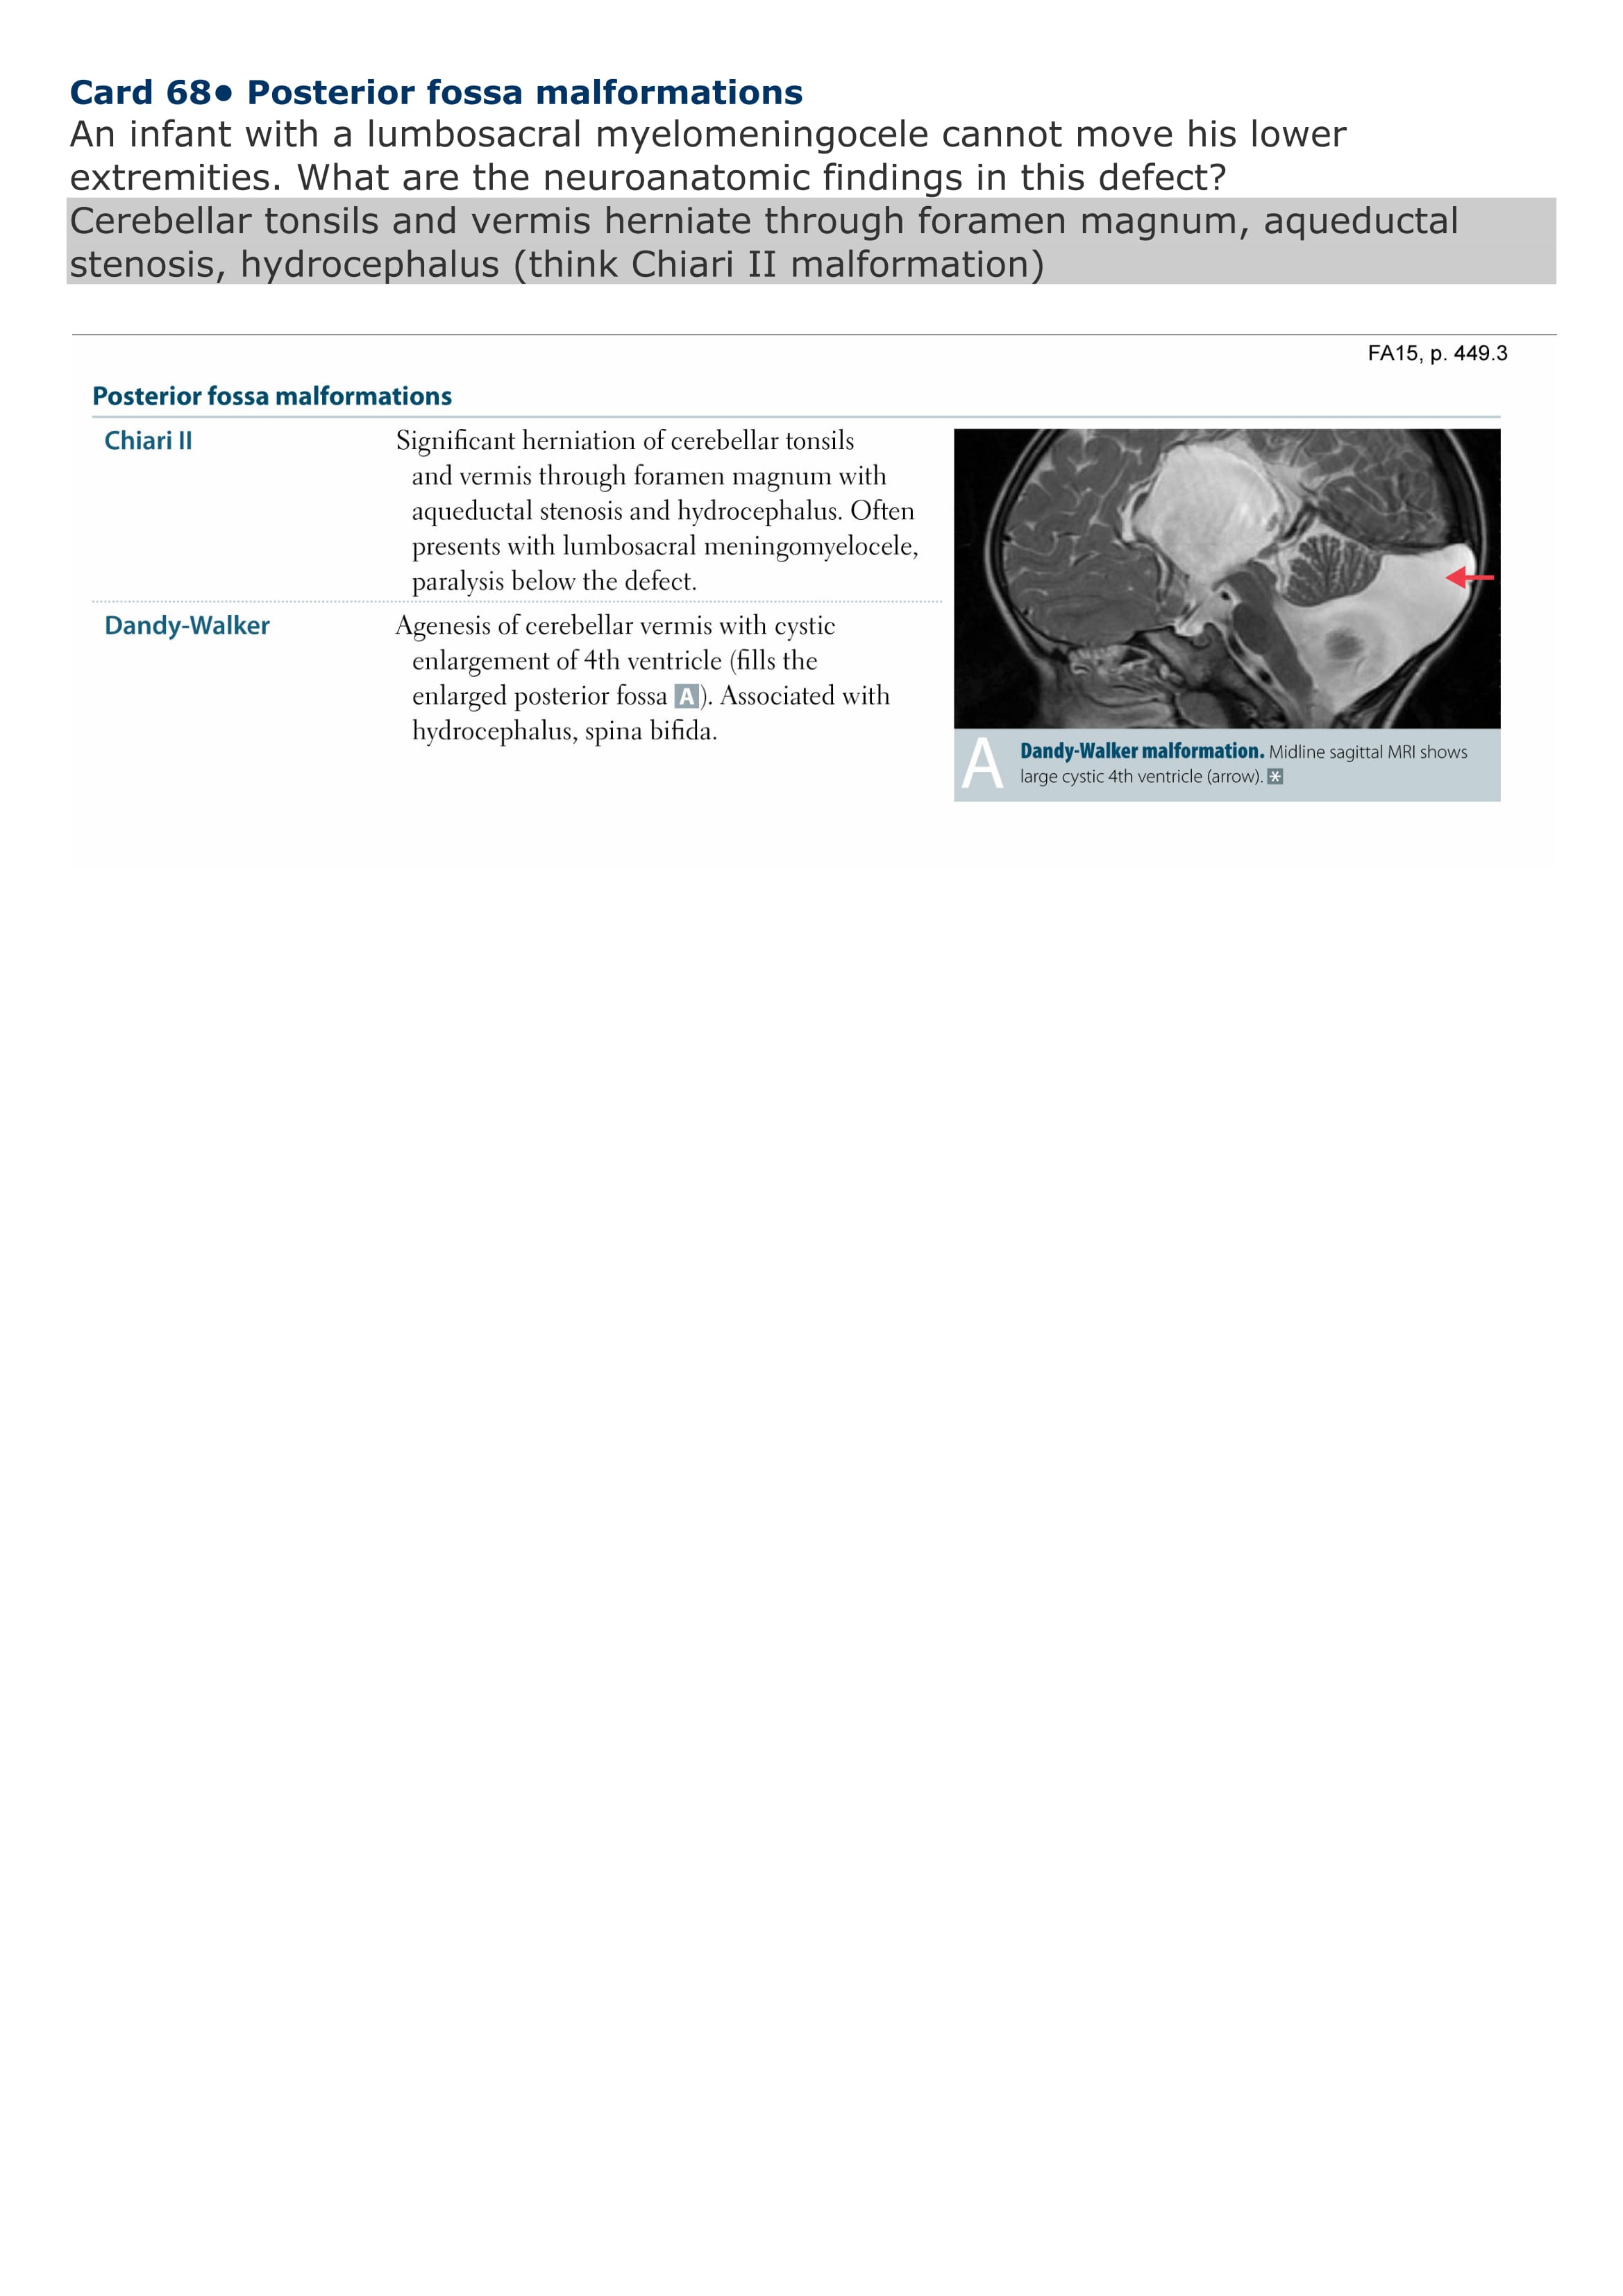 Card 68● Posterior fossa malformations
An infant with a lumbosacral myelomeningocele cannot move his lower
extremities. What are the neuroanatomic findings in this defect?
Cerebellar tonsils and vermis herniate through foramen magnum, aqueductal
stenosis, hydrocephalus (think Chiari II malformation)
FA15, p. 449.3
Posterior fossa malformations
Chiari II
Significant herniation of cerebellar tonsils
and vermis through foramen magnum with
aqueductal stenosis and hydrocephalus. Often
presents with lumbosacral meningomyelocele,
paralysis below the defect.
Dandy-Walker
Agenesis of cerebellar vermis with cystic
enlargement of 4th ventricle (fills the
enlarged posterior fossa A). Associated with
hydrocephalus, spina bifida.
A
Dandy-Walker malformation. Midline sagittal MRI shows
large cystic 4th ventricle (arrow). *